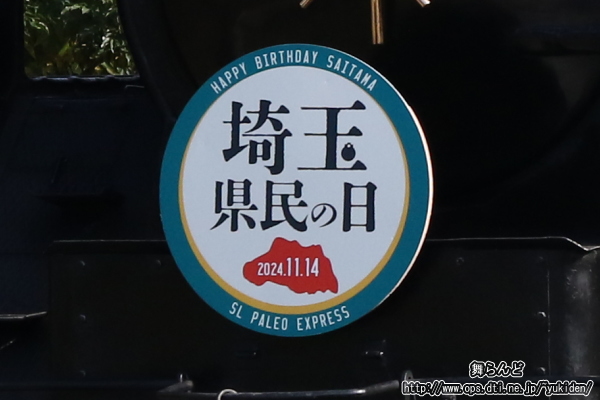 HAPPY BIRTHDAY SAITAMA
埼玉
県民の日
2024.11.14
SL PALEO EXPRESS
舞らんど
http://www.ops.dti.ne.jp/~yukiden/